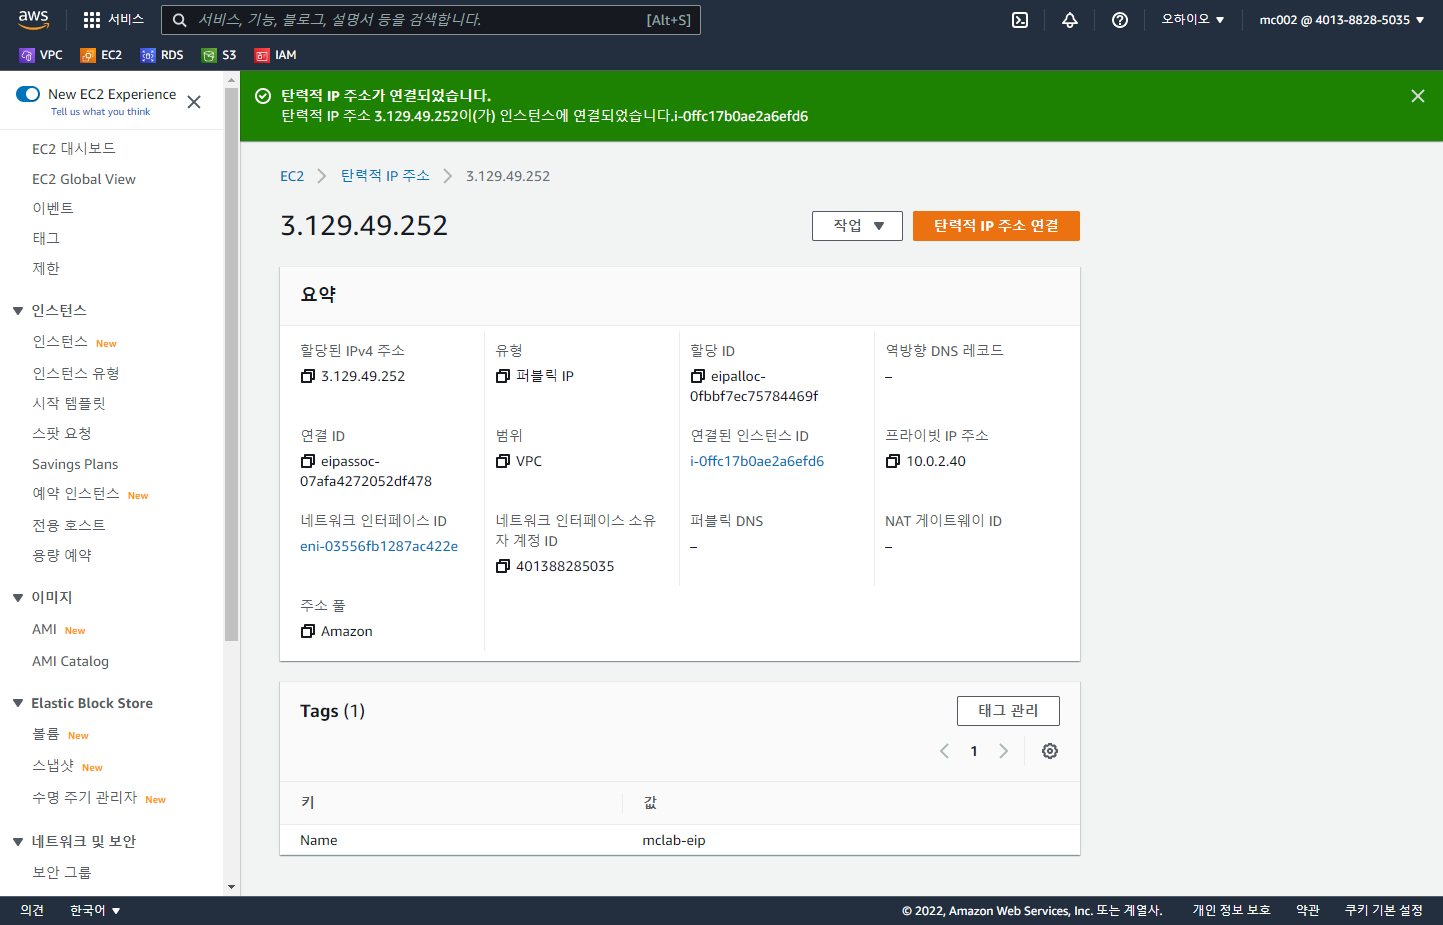 aws
서비스
서비스, 기능, 블로그, 설명서 등을 검색합니다.
[Alt+S]
오하이오
mc002 @ 4013-8828-5035
VPC
EC2
RDS
S3
IAM
New EC2 Experience
Tell us what you think
EC2 대시보드
EC2 Global View
이벤트
태그
제한
인스턴스
인스턴스 New
인스턴스 유형
시작 템플릿
스팟 요청
Savings Plans
예약 인스턴스 New
전용 호스트
용량 예약
이미지
AMI New
AMI Catalog
Elastic Block Store
볼륨 New
스냅샷 New
수명 주기 관리자 New
네트워크 및 보안
보안 그룹
탄력적 IP 주소가 연결되었습니다.
탄력적 IP 주소 3.129.49.252이(가) 인스턴스에 연결되었습니다.i-0ffc17b0ae2a6efd6
EC2
탄력적 IP 주소
3.129.49.252
3.129.49.252
작업
탄력적 IP 주소 연결
요약
할당된 IPv4 주소
3.129.49.252
유형
퍼블릭 IP
할당 ID
eipalloc-
0fbbf7ec75784469f
역방향 DNS 레코드
–
연결 ID
eipassoc-
07afa4272052df478
범위
VPC
연결된 인스턴스 ID
i-0ffc17b0ae2a6efd6
프라이빗 IP 주소
10.0.2.40
네트워크 인터페이스 ID
eni-03556fb1287ac422e
네트워크 인터페이스 소유
자 계정 ID
401388285035
퍼블릭 DNS
–
NAT 게이트웨이 ID
–
주소 풀
Amazon
Tags (1)
태그 관리
1
키
값
Name
mclab-eip
의견
한국어
© 2022, Amazon Web Services, Inc. 또는 계열사.
개인 정보 보호
약관
쿠키 기본 설정